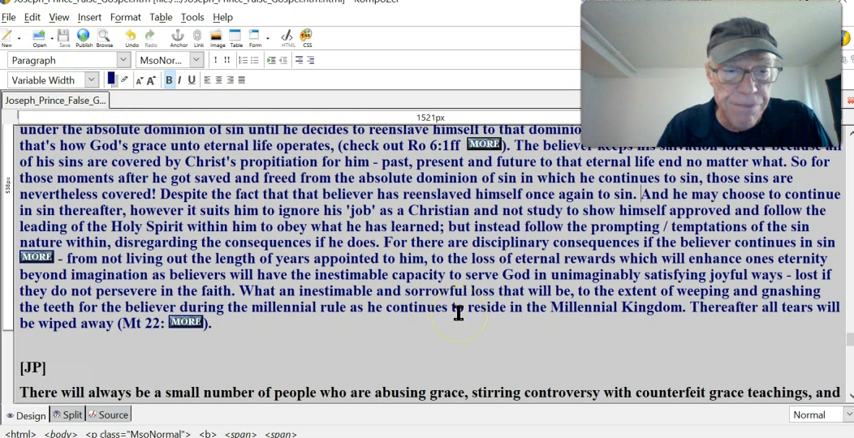 Joseph_Prince_False_Gospel.htm
File Edit View Insert Format Table Tools Help
New Open Save Publish Browse Undo Redo Anchor Link Image Table Form HTML CSS
Paragraph MsoNor...
Variable Width A A B I U
Joseph_Prince_False_G...
1521px
under the absolute dominion of sin until he decides to reenslave himself to that dominio
that's how God's grace unto eternal life operates, (check out Ro 6:1ff MORE). The believer keeps his salvation forever because all
of his sins are covered by Christ's propitiation for him - past, present and future to that eternal life end no matter what. So for
those moments after he got saved and freed from the absolute dominion of sin in which he continues to sin, those sins are
nevertheless covered! Despite the fact that that believer has reenslaved himself once again to sin. And he may choose to continue
in sin thereafter, however it suits him to ignore his 'job' as a Christian and not study to show himself approved and follow the
leading of the Holy Spirit within him to obey what he has learned; but instead follow the prompting / temptations of the sin
nature within, disregarding the consequences if he does. For there are disciplinary consequences if the believer continues in sin
MORE - from not living out the length of years appointed to him, to the loss of eternal rewards which will enhance ones eternity
beyond imagination as believers will have the inestimable capacity to serve God in unimaginably satisfying joyful ways - lost if
they do not persevere in the faith. What an inestimable and sorrowful loss that will be, to the extent of weeping and gnashing
the teeth for the believer during the millennial rule as he continues to reside in the Millennial Kingdom. Thereafter all tears will
be wiped away (Mt 22: MORE).
[JP]
There will always be a small number of people who are abusing grace, stirring controversy with counterfeit grace teachings, and
Design Split Source Normal
<html> <body> <p class="MsoNormal"> <b> <span> <span>